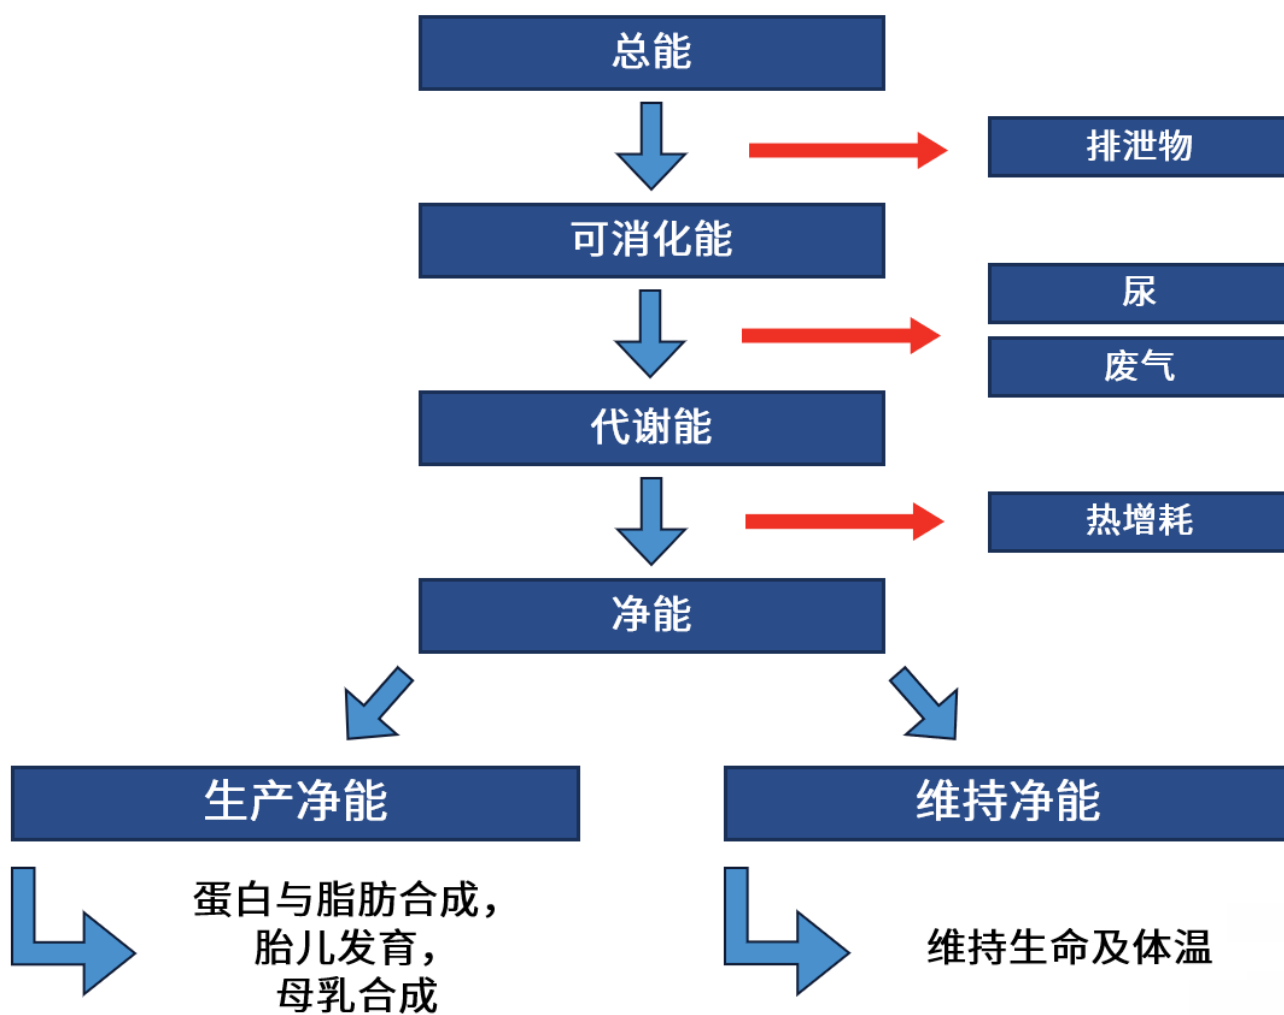 总能
排泄物
可消化能
尿
废气
代谢能
热增耗
净能
生产净能
维持净能
蛋白与脂肪合成，
胎儿发育，
母乳合成
维持生命及体温